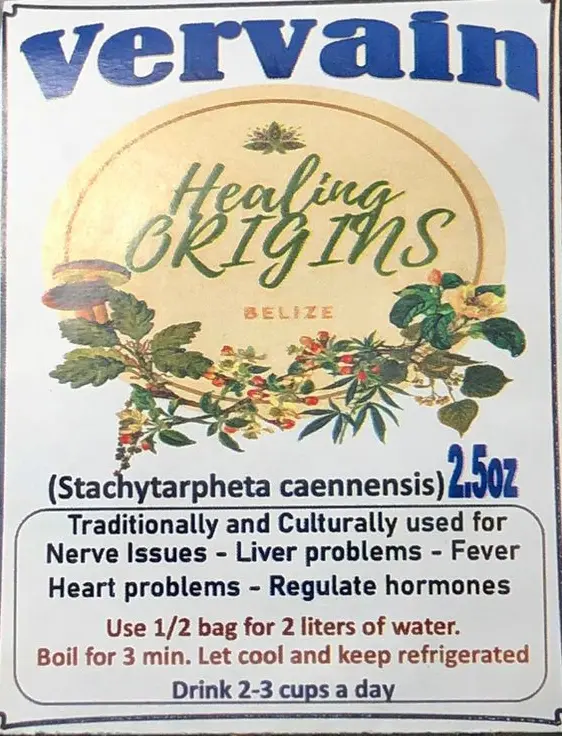 vervain
Healing
ORIGINS
BELIZE
(Stachytarpheta caennensis) 2.5oz
Traditionally and Culturally used for
Nerve Issues - Liver problems - Fever
Heart problems - Regulate hormones
Use 1/2 bag for 2 liters of water.
Boil for 3 min. Let cool and keep refrigerated
Drink 2-3 cups a day